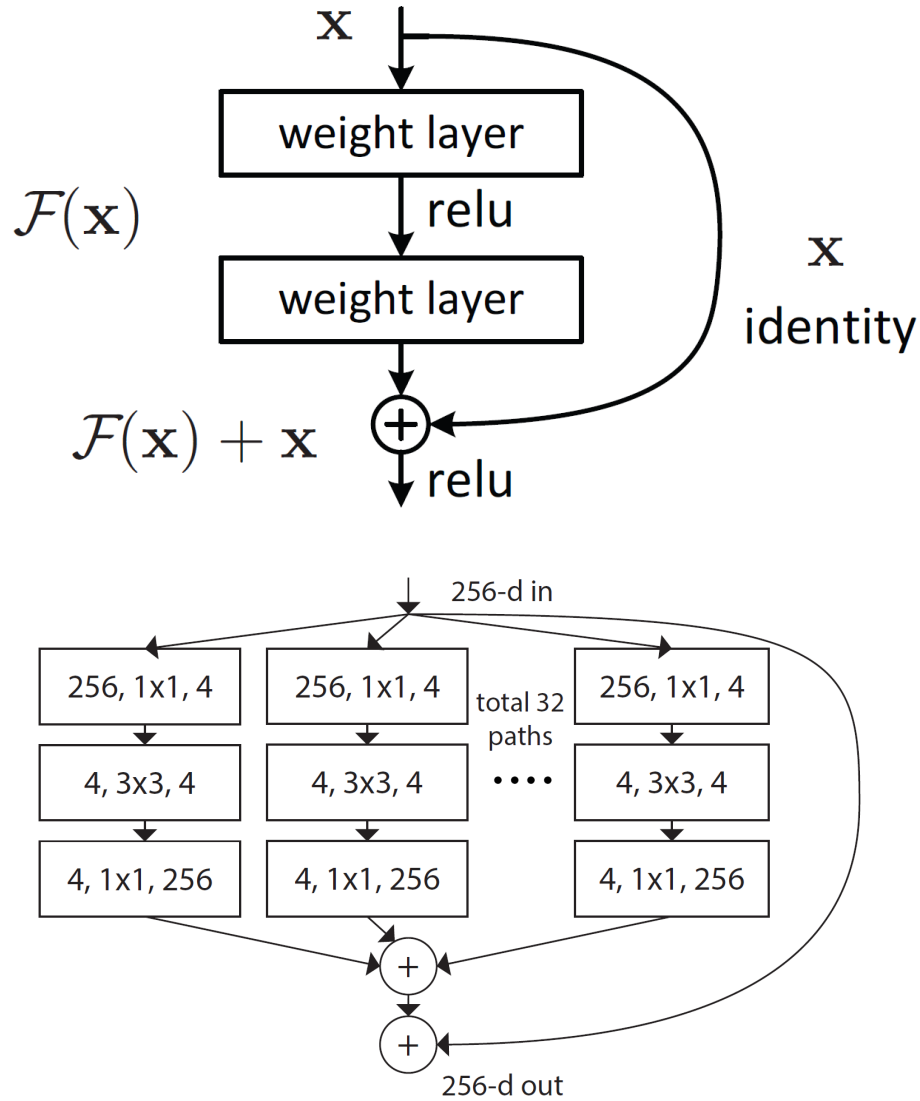 x
weight layer
F(x)
relu
x
weight layer
identity
F(x) + x
relu
256-d in
256, 1x1, 4
256, 1x1, 4
256, 1x1, 4
total 32
paths
4, 3x3, 4
4, 3x3, 4
....
4, 3x3, 4
4, 1x1, 256
4, 1x1, 256
4, 1x1, 256
+
+
256-d out